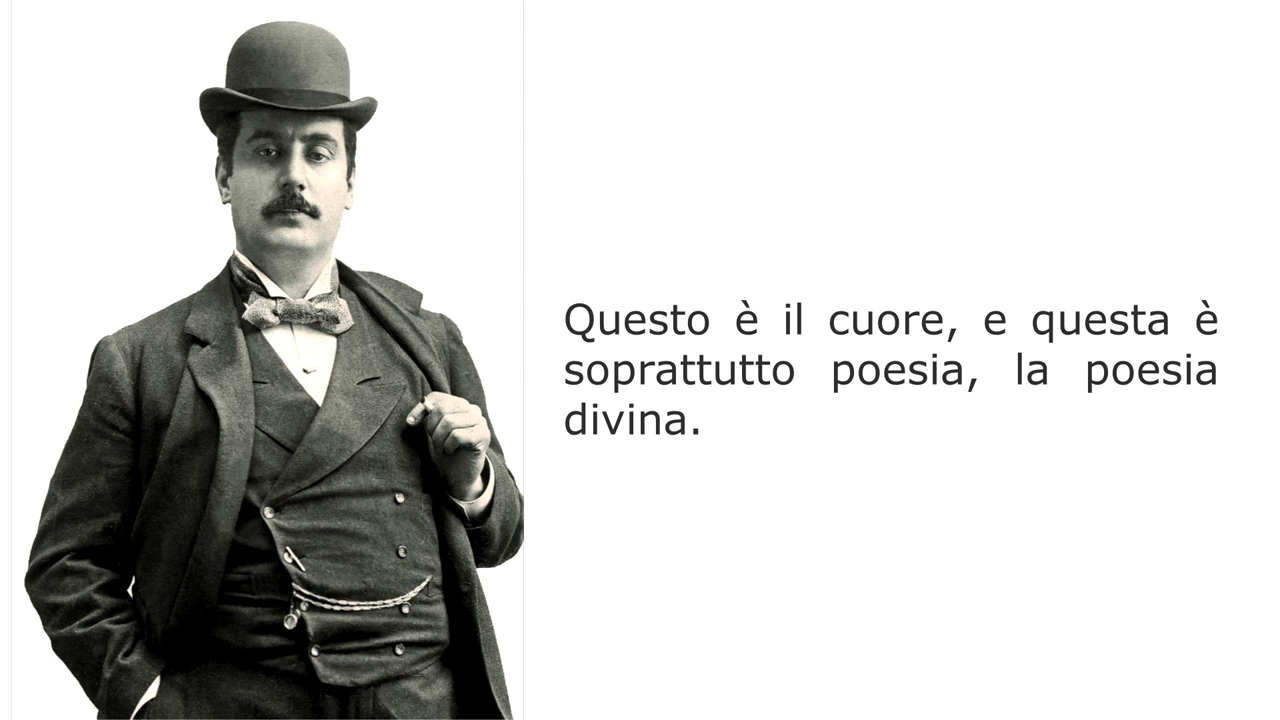 Questo è il cuore, e questa è
soprattutto poesia, la poesia
divina.